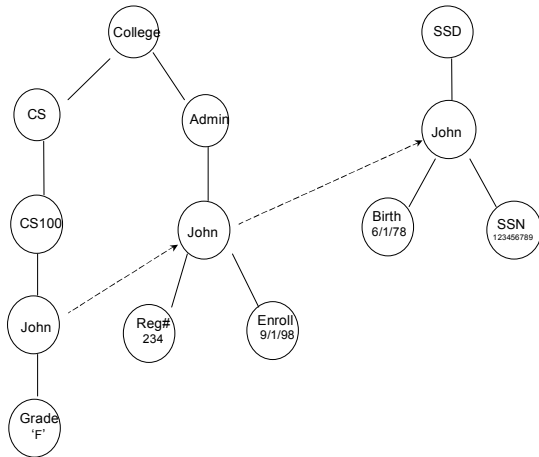 College
SSD
CS
Admin
John
CS100
John
Birth
6/1/78
SSN
123456789
John
Reg#
234
Enroll
9/1/98
Grade
‘F’